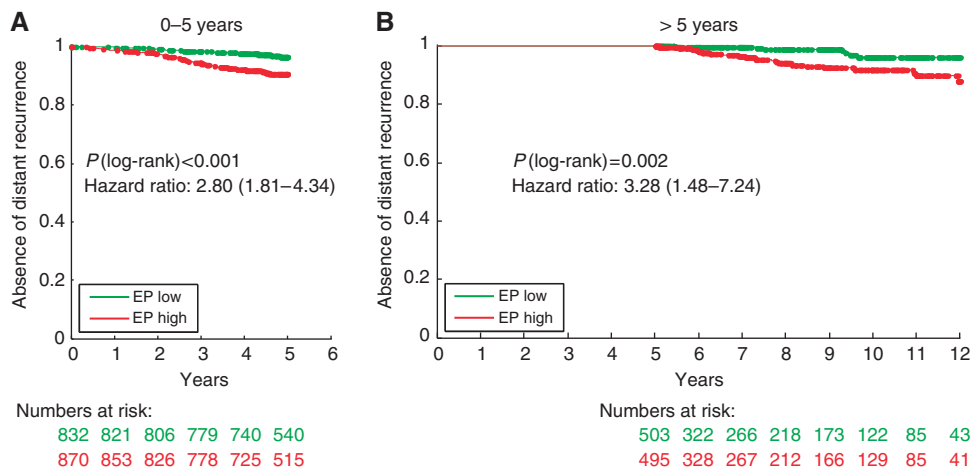 A
0–5 years
Absence of distant recurrence
1
0.8
0.6
0.4
0.2
0
P(log-rank)<0.001
Hazard ratio: 2.80 (1.81–4.34)
EP low
EP high
0 1 2 3 4 5 6
Years
Numbers at risk:
832 821 806 779 740 540
870 853 826 778 725 515
B
> 5 years
Absence of distant recurrence
1
0.8
0.6
0.4
0.2
0
P(log-rank)=0.002
Hazard ratio: 3.28 (1.48–7.24)
EP low
EP high
0 1 2 3 4 5 6 7 8 9 10 11 12
Years
Numbers at risk:
503 322 266 218 173 122 85 43
495 328 267 212 166 129 85 41